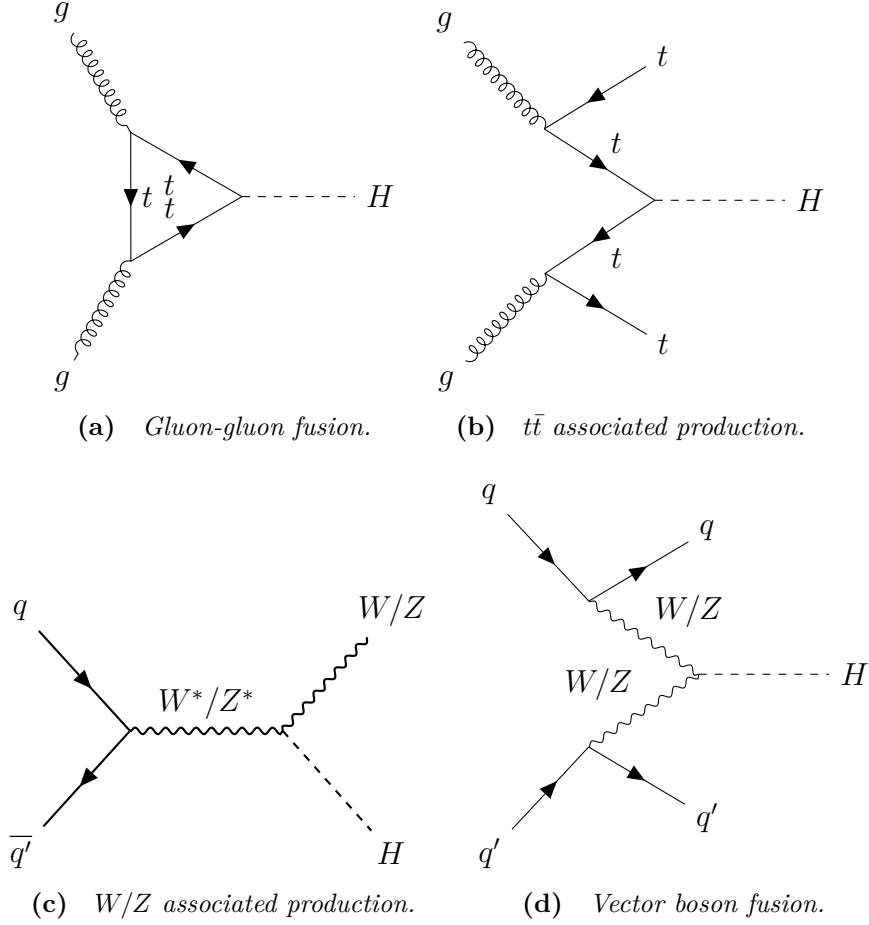 g
t
t
t
H
g
(a) Gluon-gluon fusion.
g
t
t
H
t
t
g
(b) tt̄ associated production.
q
W/Z
W*/Z*
q̅'̅
H
(c) W/Z associated production.
q
q
W/Z
W/Z
H
q'
q'
(d) Vector boson fusion.